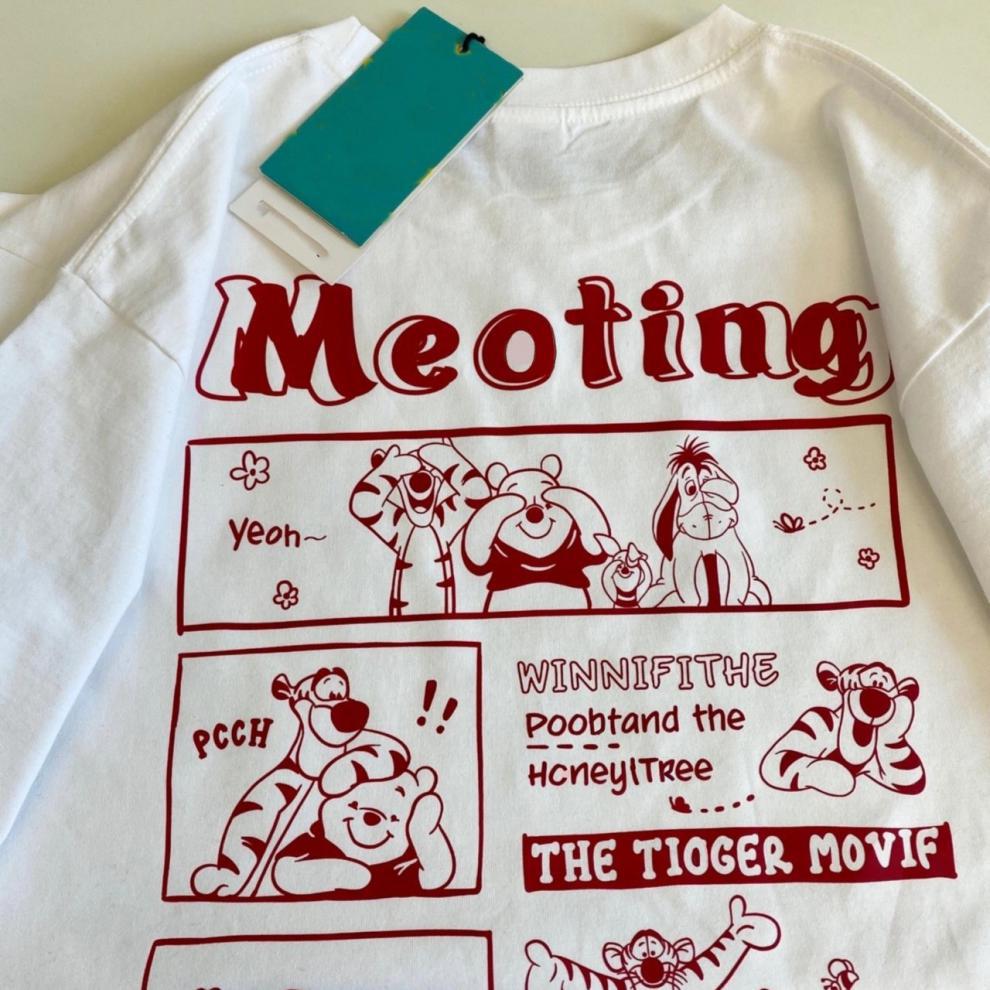 Meoting
Yeoh~
PCCH
!!
WINNIFITHE
Poobtand the
HcneyITree
THE TIOGER MOVIF